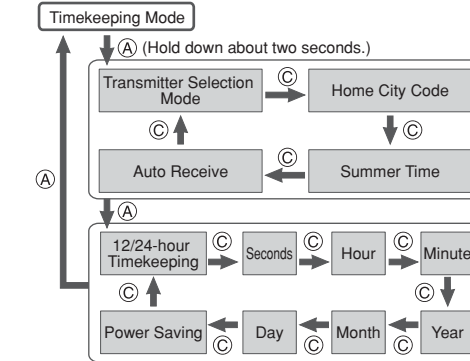 Timekeeping Mode
Ⓐ (Hold down about two seconds.)
Transmitter Selection
Mode
Ⓒ
Home City Code
Ⓒ
Ⓒ
Auto Receive
Ⓒ
Summer Time
Ⓐ
Ⓐ
12/24-hour
Timekeeping
Ⓒ
Seconds
Ⓒ
Hour
Ⓒ
Minute
Ⓒ
Ⓒ
Power Saving
Ⓒ
Day
Ⓒ
Month
Ⓒ
Year